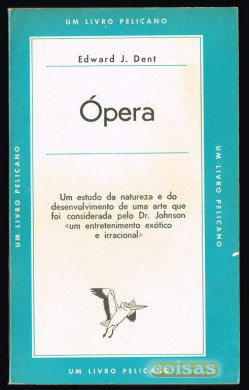 UM LIVRO PELICANO
Edward J. Dent
Ópera
Um estudo da natureza e do
desenvolvimento de uma arte que
foi considerada pelo Dr. Johnson
«um entretenimento exótico
e irracional»
UM LIVRO PELICANO
UM LIVRO PELICANO
UM LIVRO PELICANO
coisas